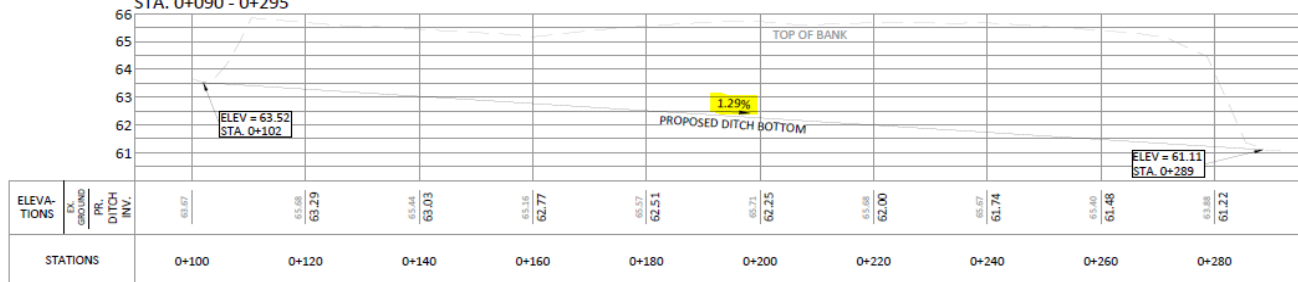 STA. 0+090 - 0+295
66
65
64
63
62
61
TOP OF BANK
1.29%
PROPOSED DITCH BOTTOM
ELEV = 63.52
STA. 0+102
ELEV = 61.11
STA. 0+289
ELEVA-
TIONS
EX.
GROUND
PR.
DITCH
INV.
63.67
65.68 63.29
65.44 63.03
65.16 62.77
65.57 62.51
65.71 62.25
65.68 62.00
65.67 61.74
65.40 61.48
63.88 61.22
STATIONS 0+100 0+120 0+140 0+160 0+180 0+200 0+220 0+240 0+260 0+280